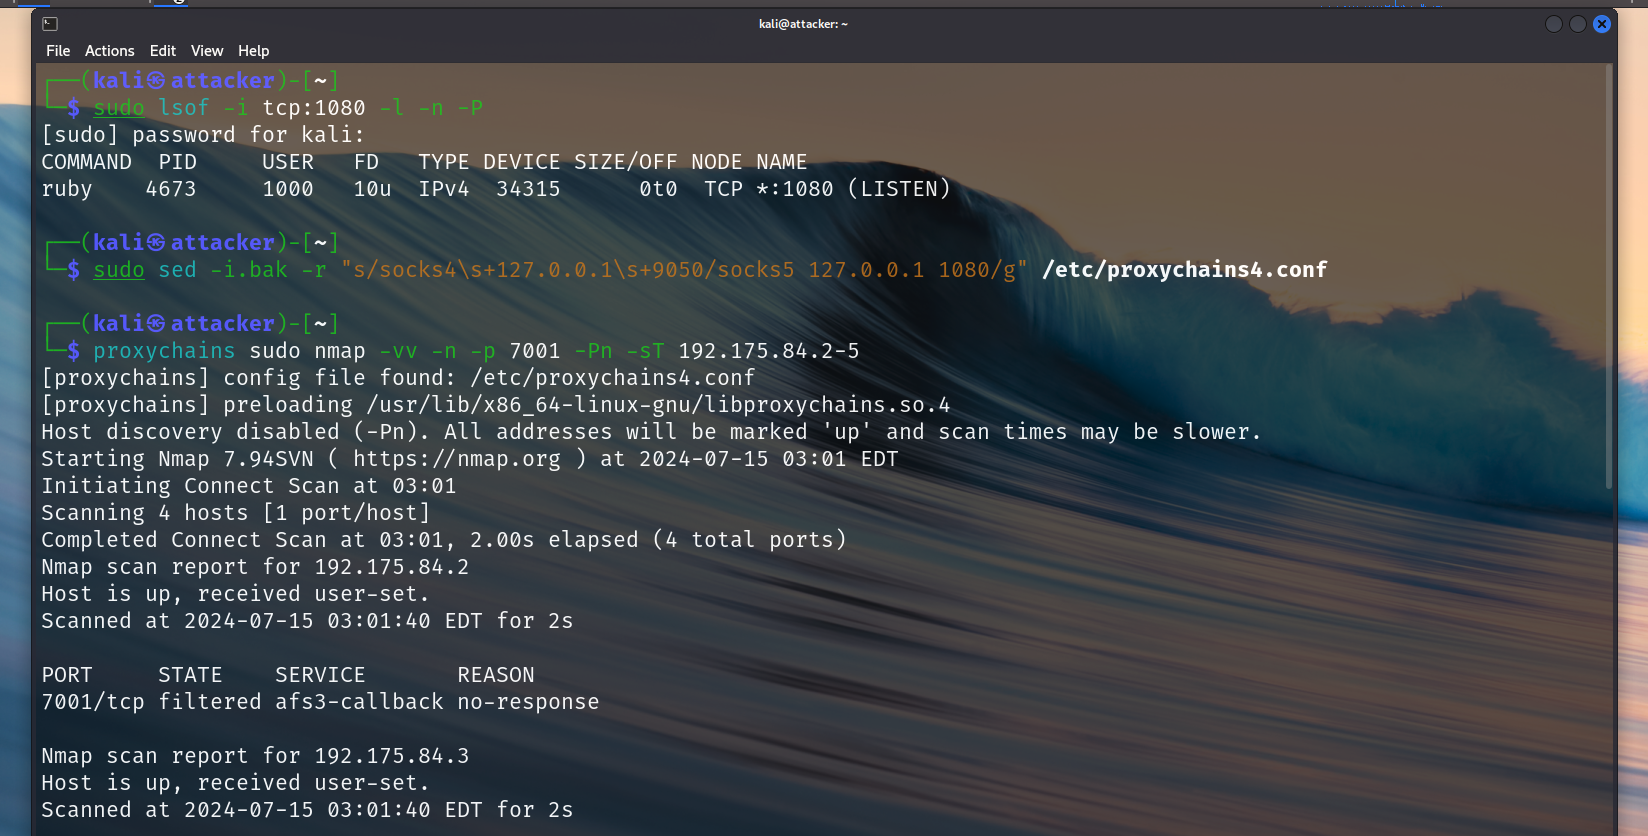 kali@attacker: ~
File Actions Edit View Help
┌──(kali㉿attacker)-[~]
└─$ sudo lsof -i tcp:1080 -l -n -P
[sudo] password for kali:
COMMAND  PID     USER   FD   TYPE DEVICE SIZE/OFF NODE NAME
ruby    4673     1000   10u  IPv4  34315      0t0  TCP *:1080 (LISTEN)
┌──(kali㉿attacker)-[~]
└─$ sudo sed -i.bak -r "s/socks4\s+127.0.0.1\s+9050/socks5 127.0.0.1 1080/g" /etc/proxychains4.conf
┌──(kali㉿attacker)-[~]
└─$ proxychains sudo nmap -vv -n -p 7001 -Pn -sT 192.175.84.2-5
[proxychains] config file found: /etc/proxychains4.conf
[proxychains] preloading /usr/lib/x86_64-linux-gnu/libproxychains.so.4
Host discovery disabled (-Pn). All addresses will be marked 'up' and scan times may be slower.
Starting Nmap 7.94SVN ( https://nmap.org ) at 2024-07-15 03:01 EDT
Initiating Connect Scan at 03:01
Scanning 4 hosts [1 port/host]
Completed Connect Scan at 03:01, 2.00s elapsed (4 total ports)
Nmap scan report for 192.175.84.2
Host is up, received user-set.
Scanned at 2024-07-15 03:01:40 EDT for 2s
PORT     STATE    SERVICE       REASON
7001/tcp filtered afs3-callback no-response
Nmap scan report for 192.175.84.3
Host is up, received user-set.
Scanned at 2024-07-15 03:01:40 EDT for 2s